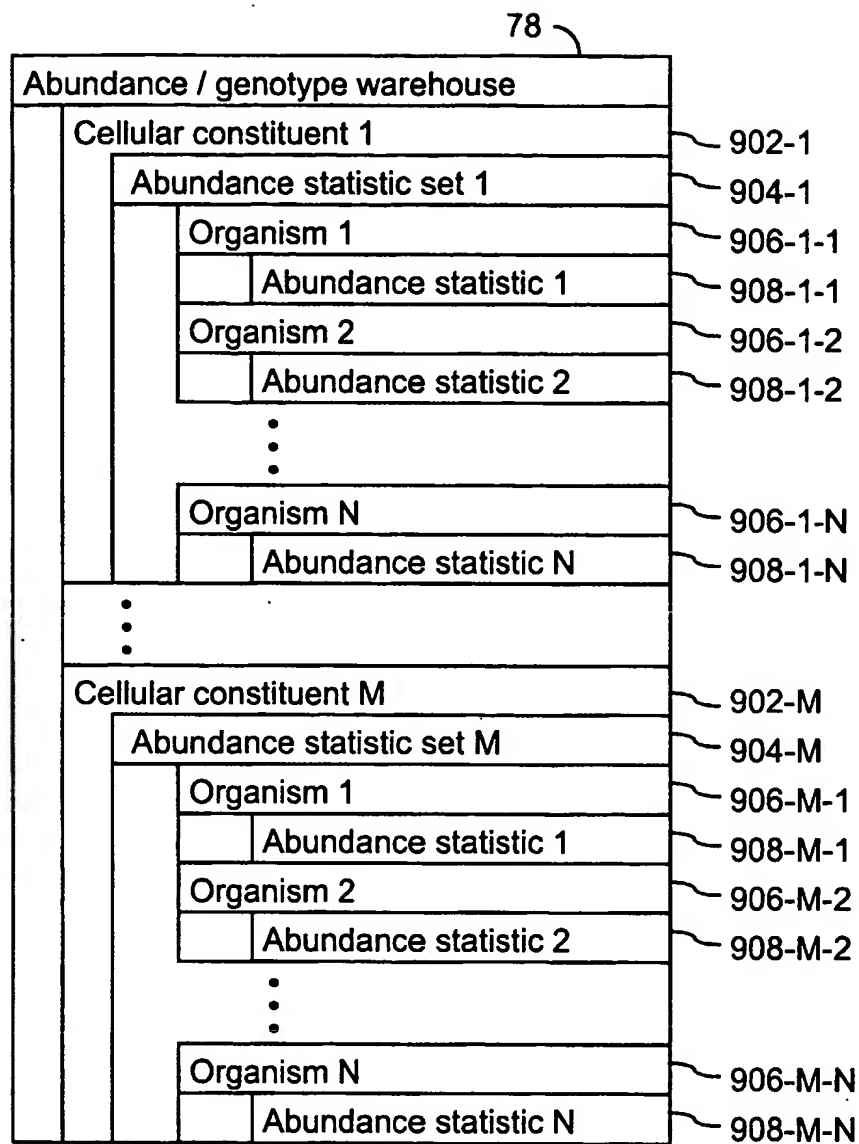 78
Abundance / genotype warehouse
Cellular constituent 1 902-1
Abundance statistic set 1 904-1
Organism 1 906-1-1
Abundance statistic 1 908-1-1
Organism 2 906-1-2
Abundance statistic 2 908-1-2
Organism N 906-1-N
Abundance statistic N 908-1-N
Cellular constituent M 902-M
Abundance statistic set M 904-M
Organism 1 906-M-1
Abundance statistic 1 908-M-1
Organism 2 906-M-2
Abundance statistic 2 908-M-2
Organism N 906-M-N
Abundance statistic N 908-M-N